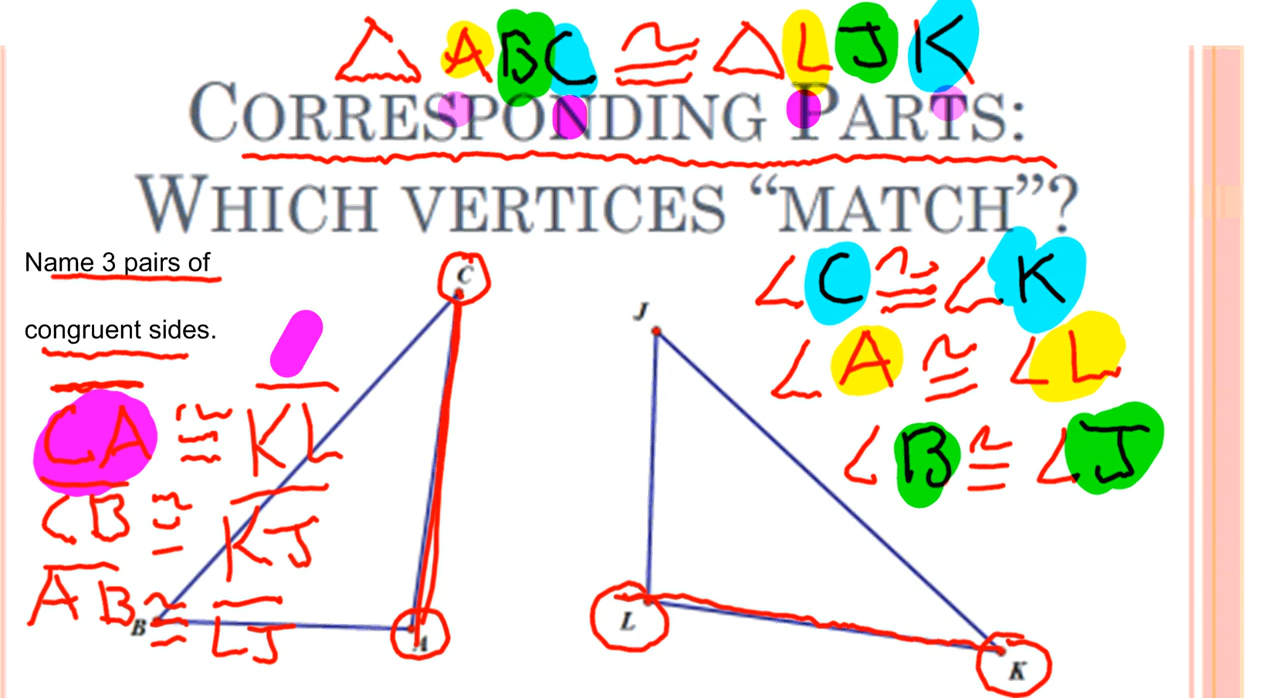 △ABC ≅ △LJK
CORRESPONDING PARTS:
WHICH VERTICES “MATCH”?
Name 3 pairs of
congruent sides.
CA ≅ KL
CB ≅ KJ
AB ≅ LJ
C
B
A
J
L
K
∠C ≅ ∠K
∠A ≅ ∠L
∠B ≅ ∠J